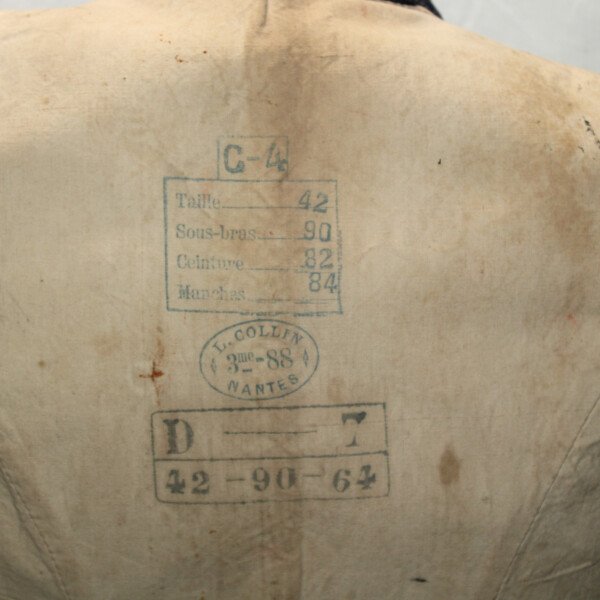 C-4
Taille 42
Sous-bras 90
Ceinture 82
Manches 84
L. COLLIN
3me-88
NANTES
D — T
42 - 90 - 64